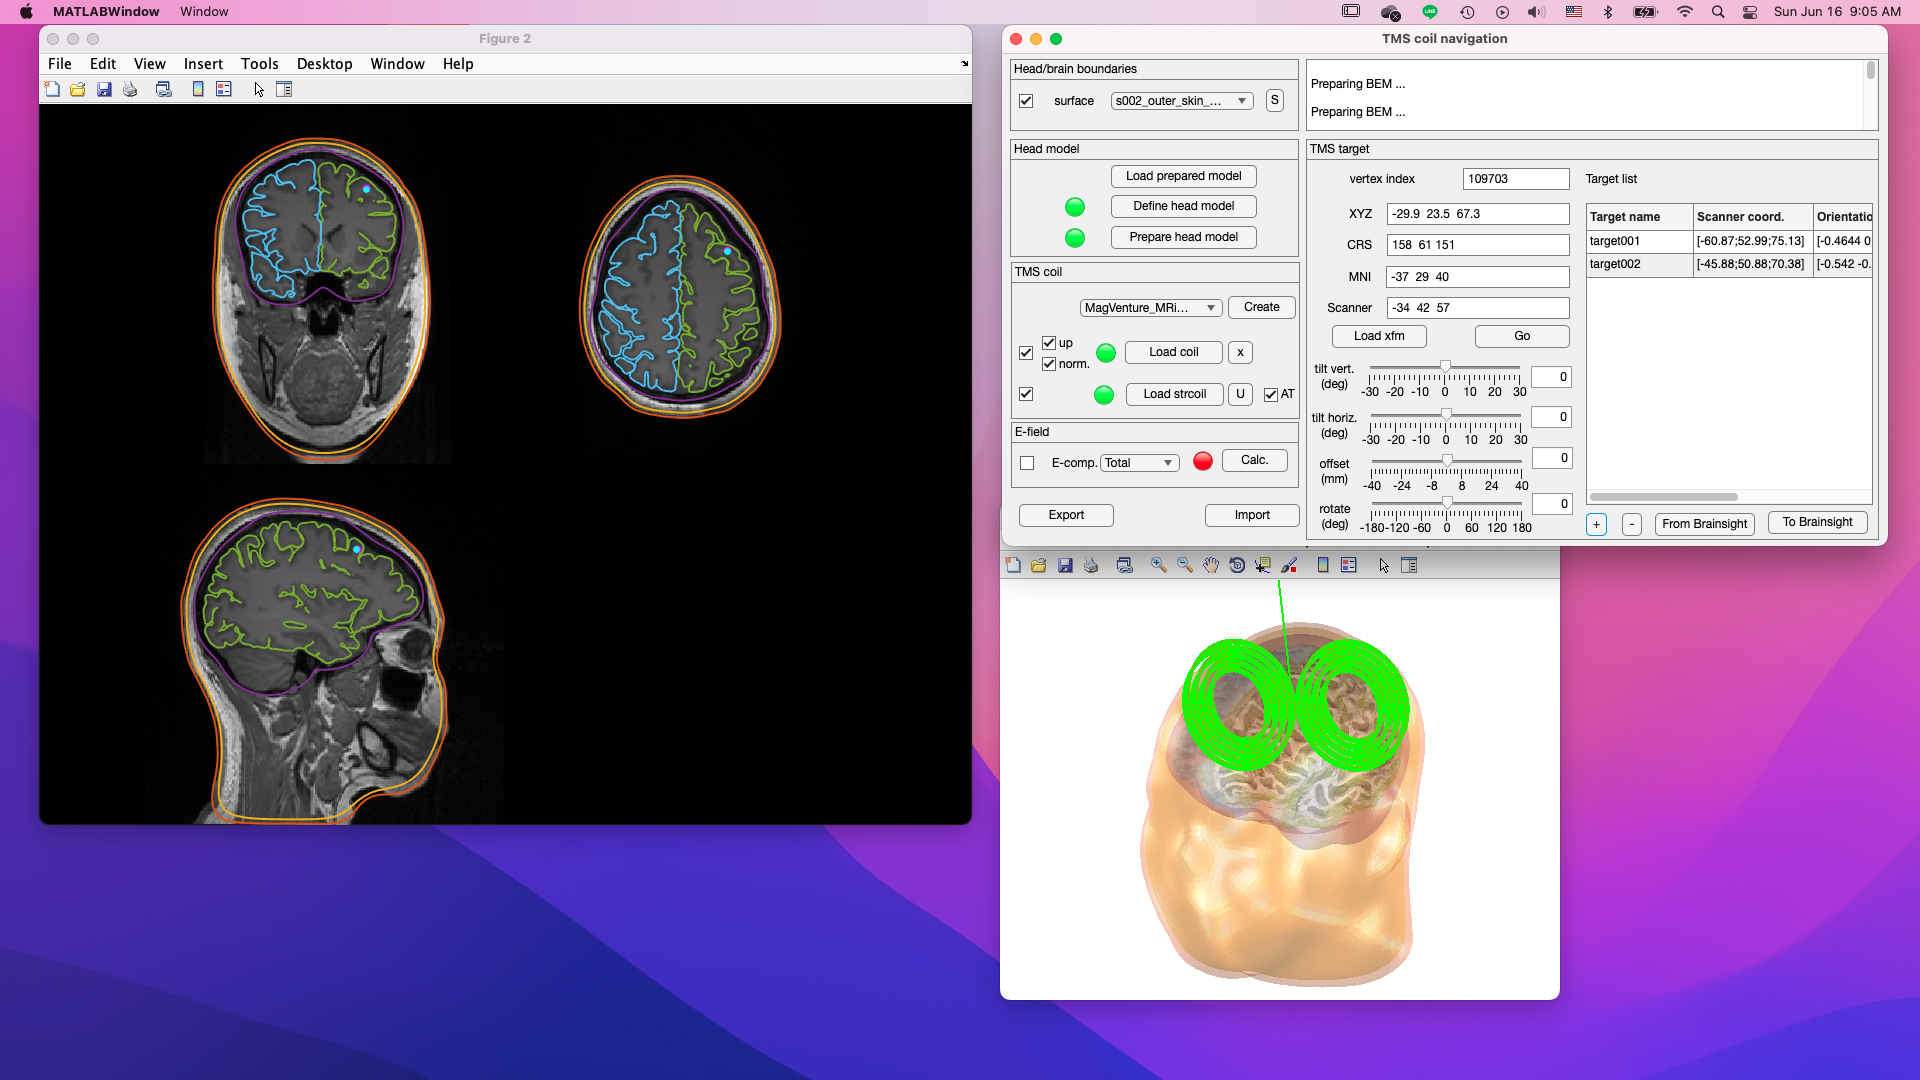 MATLABWindow Window
Sun Jun 16 9:05 AM
Figure 2
File Edit View Insert Tools Desktop Window Help
TMS coil navigation
Head/brain boundaries
surface s002_outer_skin_... S
Preparing BEM ...
Preparing BEM ...
Head model
Load prepared model
Define head model
Prepare head model
TMS coil
MagVenture_MRi... Create
up
norm.
Load coil x
Load strcoil U AT
E-field
E-comp. Total Calc.
Export Import
TMS target
vertex index 109703
XYZ -29.9 23.5 67.3
CRS 158 61 151
MNI -37 29 40
Scanner -34 42 57
Load xfm Go
tilt vert. (deg) 0
-30 -20 -10 0 10 20 30
tilt horiz. (deg) 0
-30 -20 -10 0 10 20 30
offset (mm) 0
-40 -24 -8 8 24 40
rotate (deg) 0
-180 -120 -60 0 60 120 180
Target list
Target name Scanner coord. Orientatio
target001 [-60.87;52.99;75.13] [-0.4644 0
target002 [-45.88;50.88;70.38] [-0.542 -0.
+ - From Brainsight To Brainsight